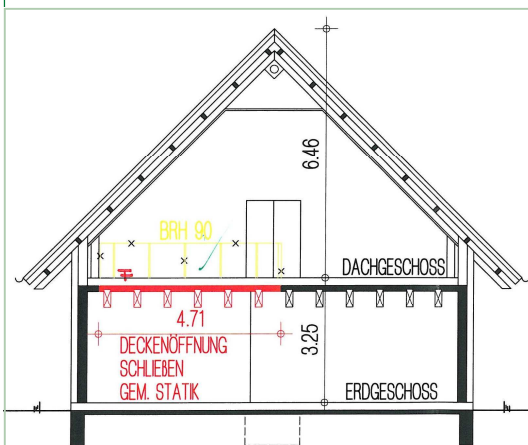 6.46
BRH 90
DACHGESCHOSS
4.71
3.25
DECKENÖFFNUNG
SCHLIEßEN
GEM. STATIK
ERDGESCHOSS